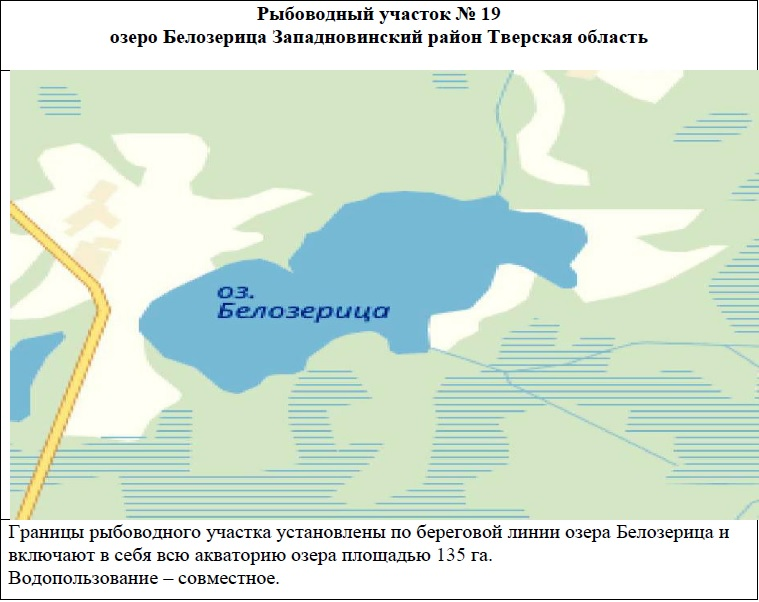 Рыбоводный участок № 19
озеро Белозерица Западновинский район Тверская область
оз.
Белозерица
Границы рыбоводного участка установлены по береговой линии озера Белозерица и
включают в себя всю акваторию озера площадью 135 га.
Водопользование – совместное.